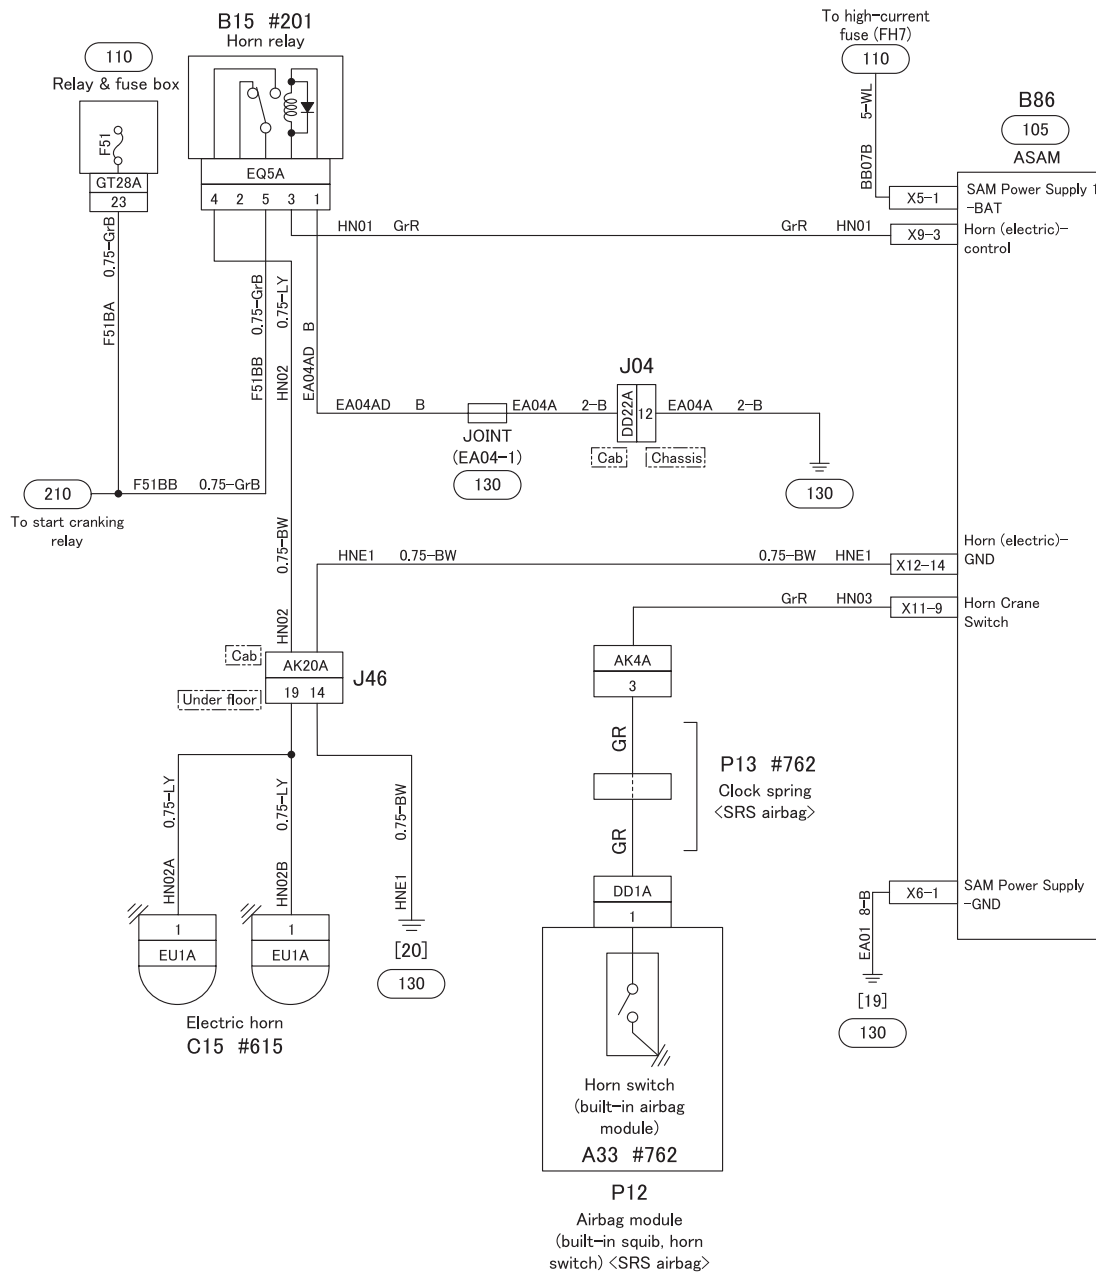 B15 #201
Horn relay
110
Relay & fuse box
F51
GT28A
23
EQ5A
4 2 5 3 1
To high-current
fuse (FH7)
110
5-WL
BB07B
B86
105
ASAM
X5-1
SAM Power Supply 1
-BAT
X9-3
Horn (electric)-
control
HN01 GrR
GrR HN01
0.75-GrB
F51BA
0.75-GrB
F51BB
0.75-LY
HN02
B
EA04AD
EA04AD B
JOINT
(EA04-1)
130
EA04A 2-B
J04
DD22A
12
Cab
Chassis
EA04A 2-B
130
210
To start cranking
relay
F51BB 0.75-GrB
0.75-BW
HN02
HNE1 0.75-BW
0.75-BW HNE1
X12-14
Horn (electric)-
GND
GrR HN03
X11-9
Horn Crane
Switch
Cab
AK20A
J46
Under floor
19 14
AK4A
3
GR
P13 #762
Clock spring
<SRS airbag>
GR
DD1A
1
0.75-LY
HN02A
0.75-LY
HN02B
0.75-BW
HNE1
1
EU1A
1
EU1A
[20]
130
Electric horn
C15 #615
X6-1
SAM Power Supply
-GND
8-B
EA01
[19]
130
Horn switch
(built-in airbag
module)
A33 #762
P12
Airbag module
(built-in squib, horn
switch) <SRS airbag>